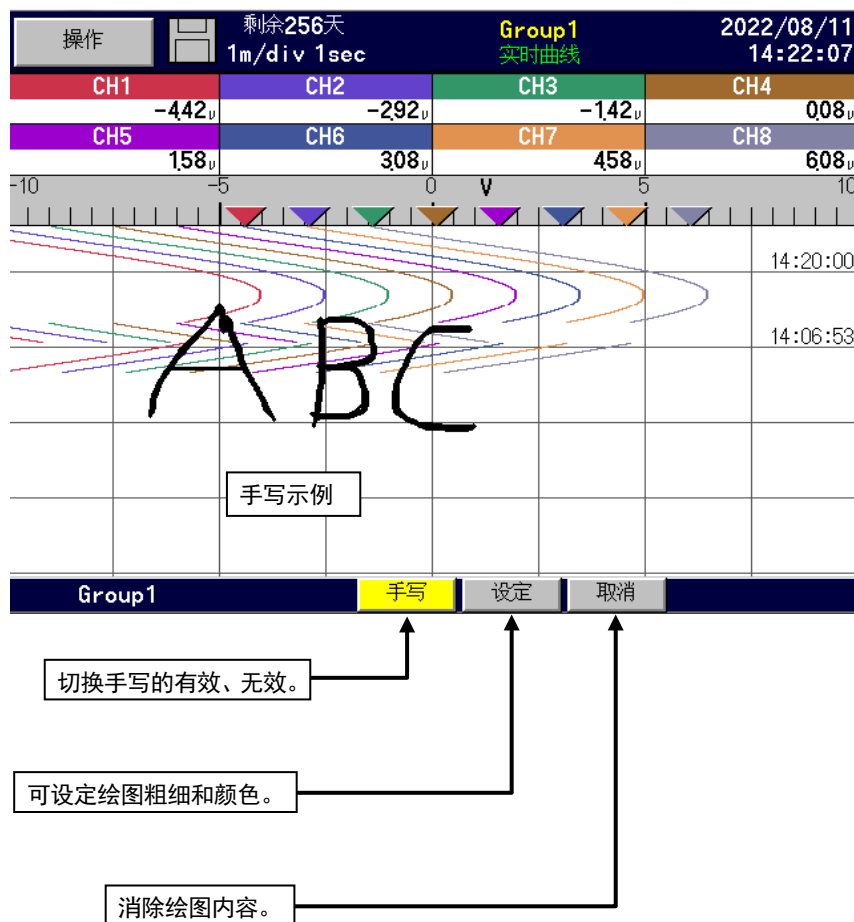 操作 剩余256天 Group1 2022/08/11
1m/div 1sec 实时曲线 14:22:07
CH1 CH2 CH3 CH4
-4.42V -2.92V -1.42V 0.08V
CH5 CH6 CH7 CH8
1.58V 3.08V 4.58V 6.08V
-10 -5 0 V 5 10
14:20:00
14:06:53
ABC
手写示例
Group1 手写 设定 取消
切换手写的有效、无效。
可设定绘图粗细和颜色。
消除绘图内容。